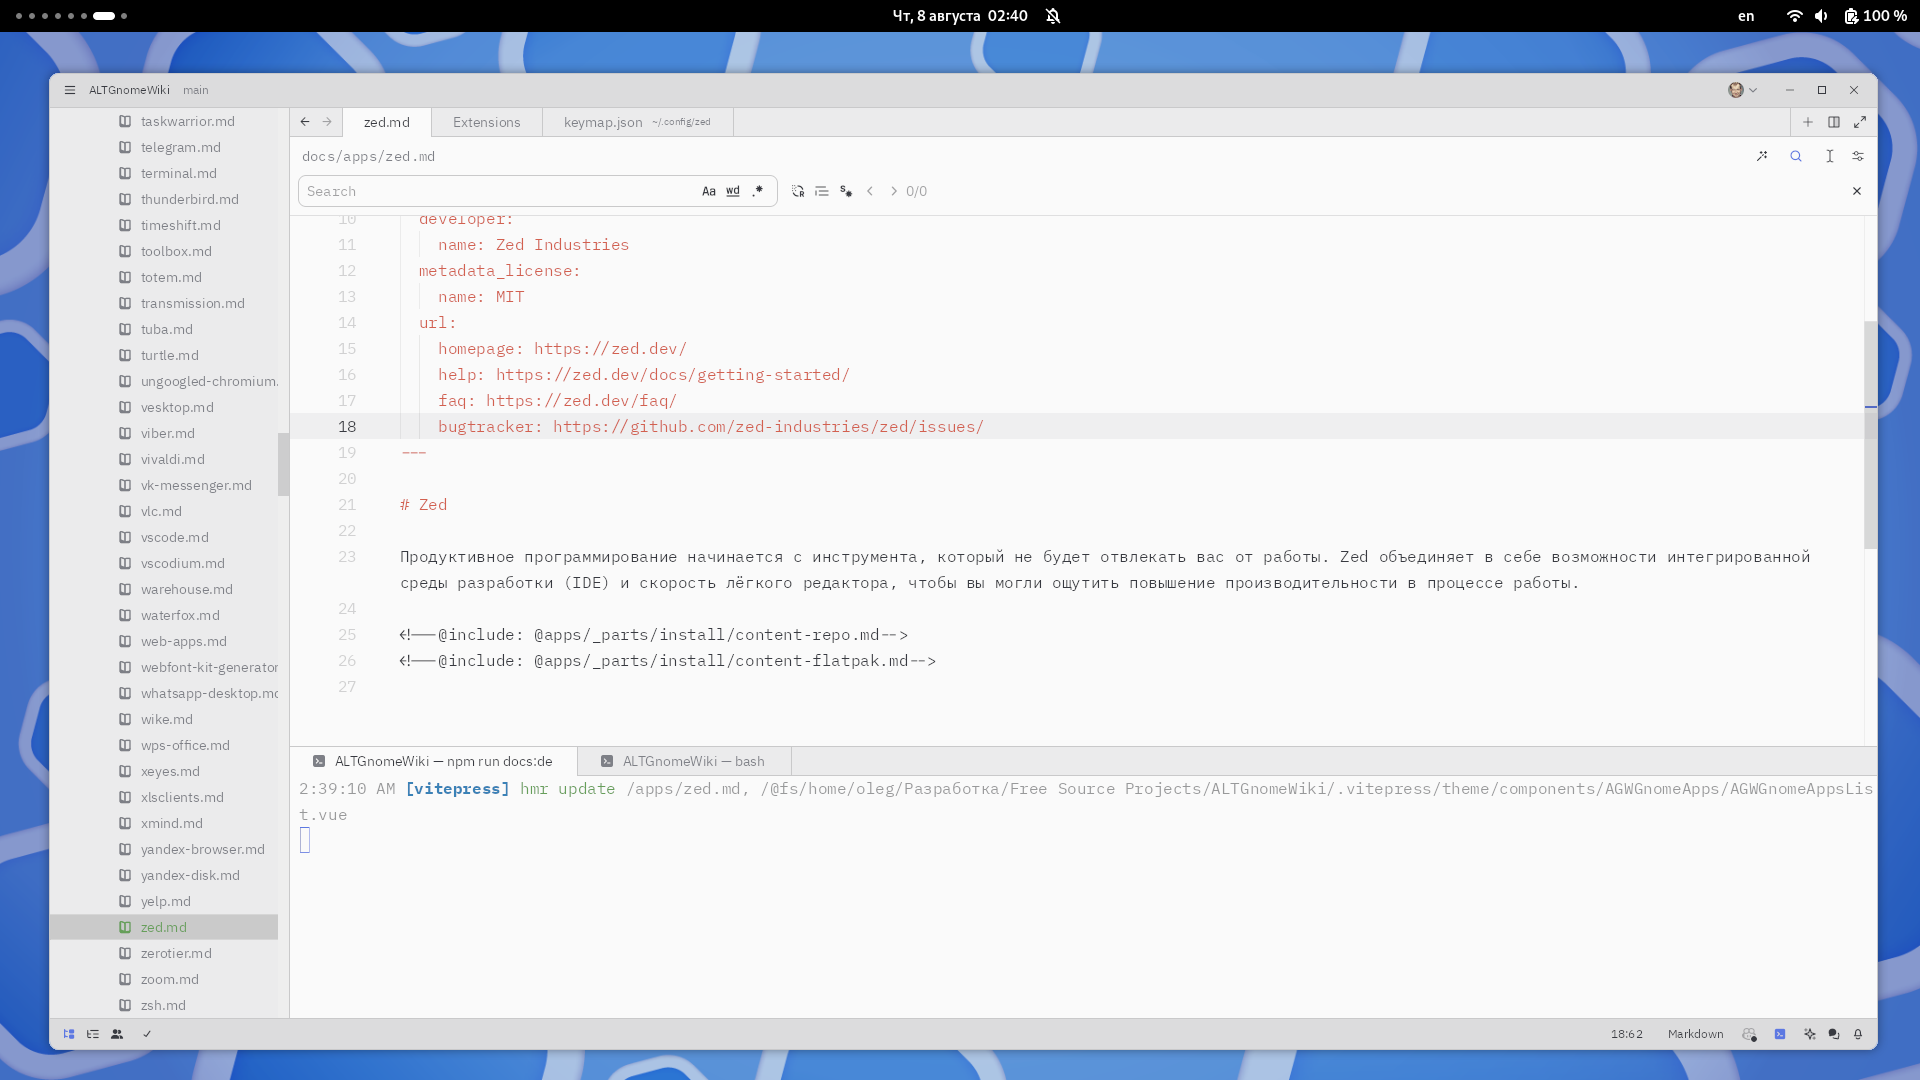 Чт, 8 августа 02:40
en
100 %
ALTGnomeWiki main
taskwarrior.md
telegram.md
terminal.md
thunderbird.md
timeshift.md
toolbox.md
totem.md
transmission.md
tuba.md
turtle.md
ungoogled-chromium.
vesktop.md
viber.md
vivaldi.md
vk-messenger.md
vlc.md
vscode.md
vscodium.md
warehouse.md
waterfox.md
web-apps.md
webfont-kit-generator
whatsapp-desktop.md
wike.md
wps-office.md
xeyes.md
xlsclients.md
xmind.md
yandex-browser.md
yandex-disk.md
yelp.md
zed.md
zerotier.md
zoom.md
zsh.md
zed.md
Extensions
keymap.json ~/.config/zed
docs/apps/zed.md
Search
Aa wd .*
0/0
10 developer:
11 name: Zed Industries
12 metadata_license:
13 name: MIT
14 url:
15 homepage: https://zed.dev/
16 help: https://zed.dev/docs/getting-started/
17 faq: https://zed.dev/faq/
18 bugtracker: https://github.com/zed-industries/zed/issues/
19 ---
20
21 # Zed
22
23 Продуктивное программирование начинается с инструмента, который не будет отвлекать вас от работы. Zed объединяет в себе возможности интегрированной
среды разработки (IDE) и скорость лёгкого редактора, чтобы вы могли ощутить повышение производительности в процессе работы.
24
25 <!--@include: @apps/_parts/install/content-repo.md-->
26 <!--@include: @apps/_parts/install/content-flatpak.md-->
27
ALTGnomeWiki — npm run docs:de
ALTGnomeWiki — bash
2:39:10 AM [vitepress] hmr update /apps/zed.md, /@fs/home/oleg/Разработка/Free Source Projects/ALTGnomeWiki/.vitepress/theme/components/AGWGnomeApps/AGWGnomeAppsLis
t.vue
18:62
Markdown